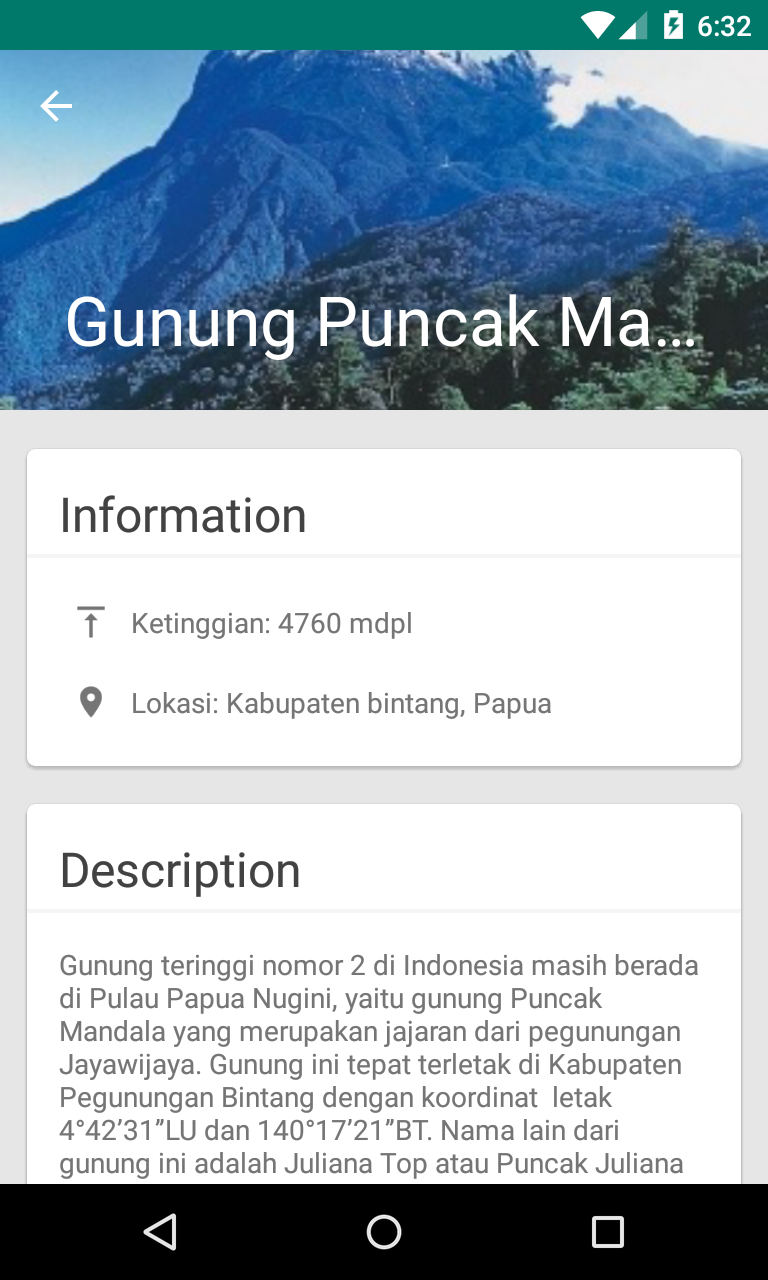 6:32
Gunung Puncak Ma...
Information
Ketinggian: 4760 mdpl
Lokasi: Kabupaten bintang, Papua
Description
Gunung teringgi nomor 2 di Indonesia masih berada
di Pulau Papua Nugini, yaitu gunung Puncak
Mandala yang merupakan jajaran dari pegunungan
Jayawijaya. Gunung ini tepat terletak di Kabupaten
Pegunungan Bintang dengan koordinat  letak
4°42’31”LU dan 140°17’21”BT. Nama lain dari
gunung ini adalah Juliana Top atau Puncak Juliana